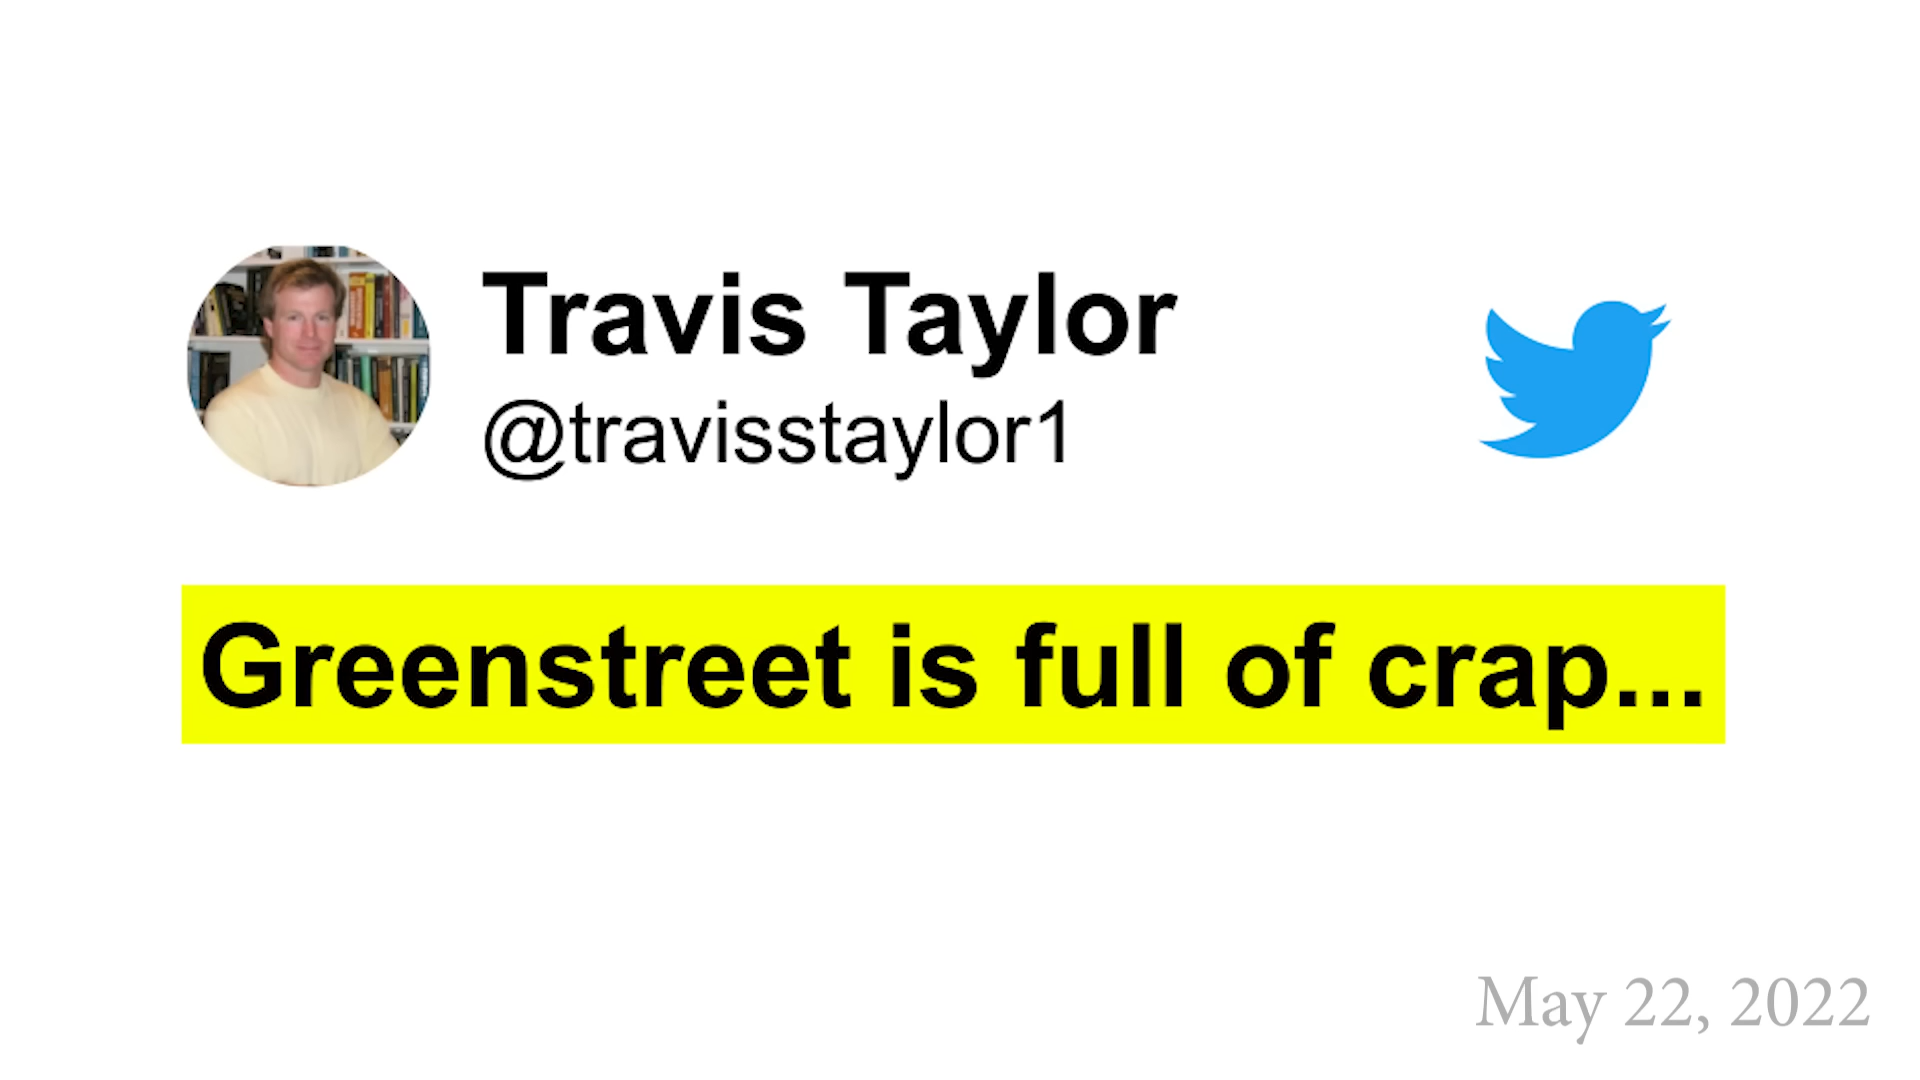 Travis Taylor
@travisstaylor1
Greenstreet is full of crap...
May 22, 2022